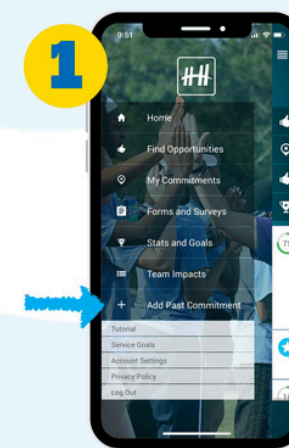 1
9:51
HH
Home
Find Opportunities
My Commitments
Forms and Surveys
Stats and Goals
Team Impacts
Add Past Commitment
Tutorial
Service Goals
Account Settings
Privacy Policy
Log Out